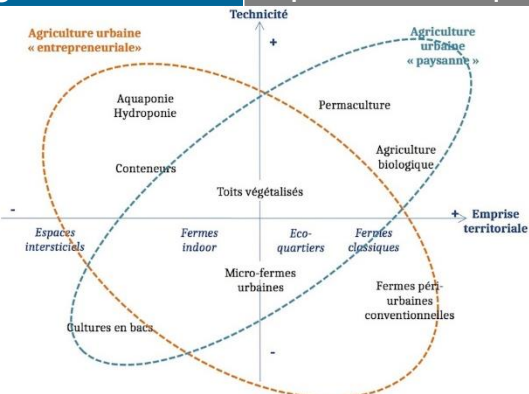 Technicité
+
Agriculture urbaine
« entrepreneuriale»
Agriculture
urbaine
« paysanne »
Aquaponie
Hydroponie
Permaculture
Agriculture
biologique
Conteneurs
Toits végétalisés
-
+ Emprise
territoriale
Espaces
intersticiels
Fermes
indoor
Eco-
quartiers
Fermes
classiques
Micro-fermes
urbaines
Fermes péri-
urbaines
conventionnelles
Cultures en bacs
-